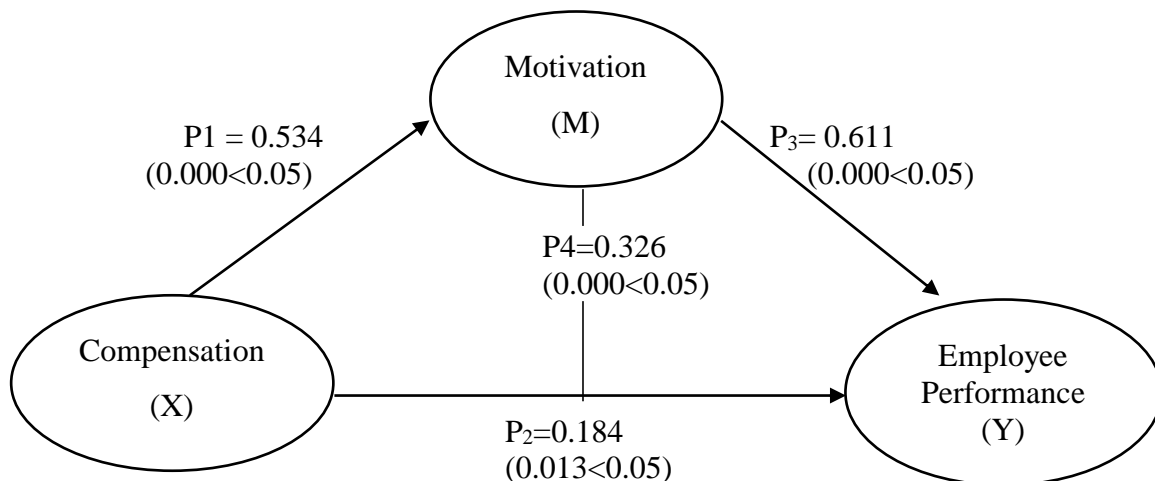 Motivation
(M)
P1 = 0.534
(0.000<0.05)
P₃= 0.611
(0.000<0.05)
P4=0.326
(0.000<0.05)
Compensation
(X)
Employee
Performance
(Y)
P₂=0.184
(0.013<0.05)